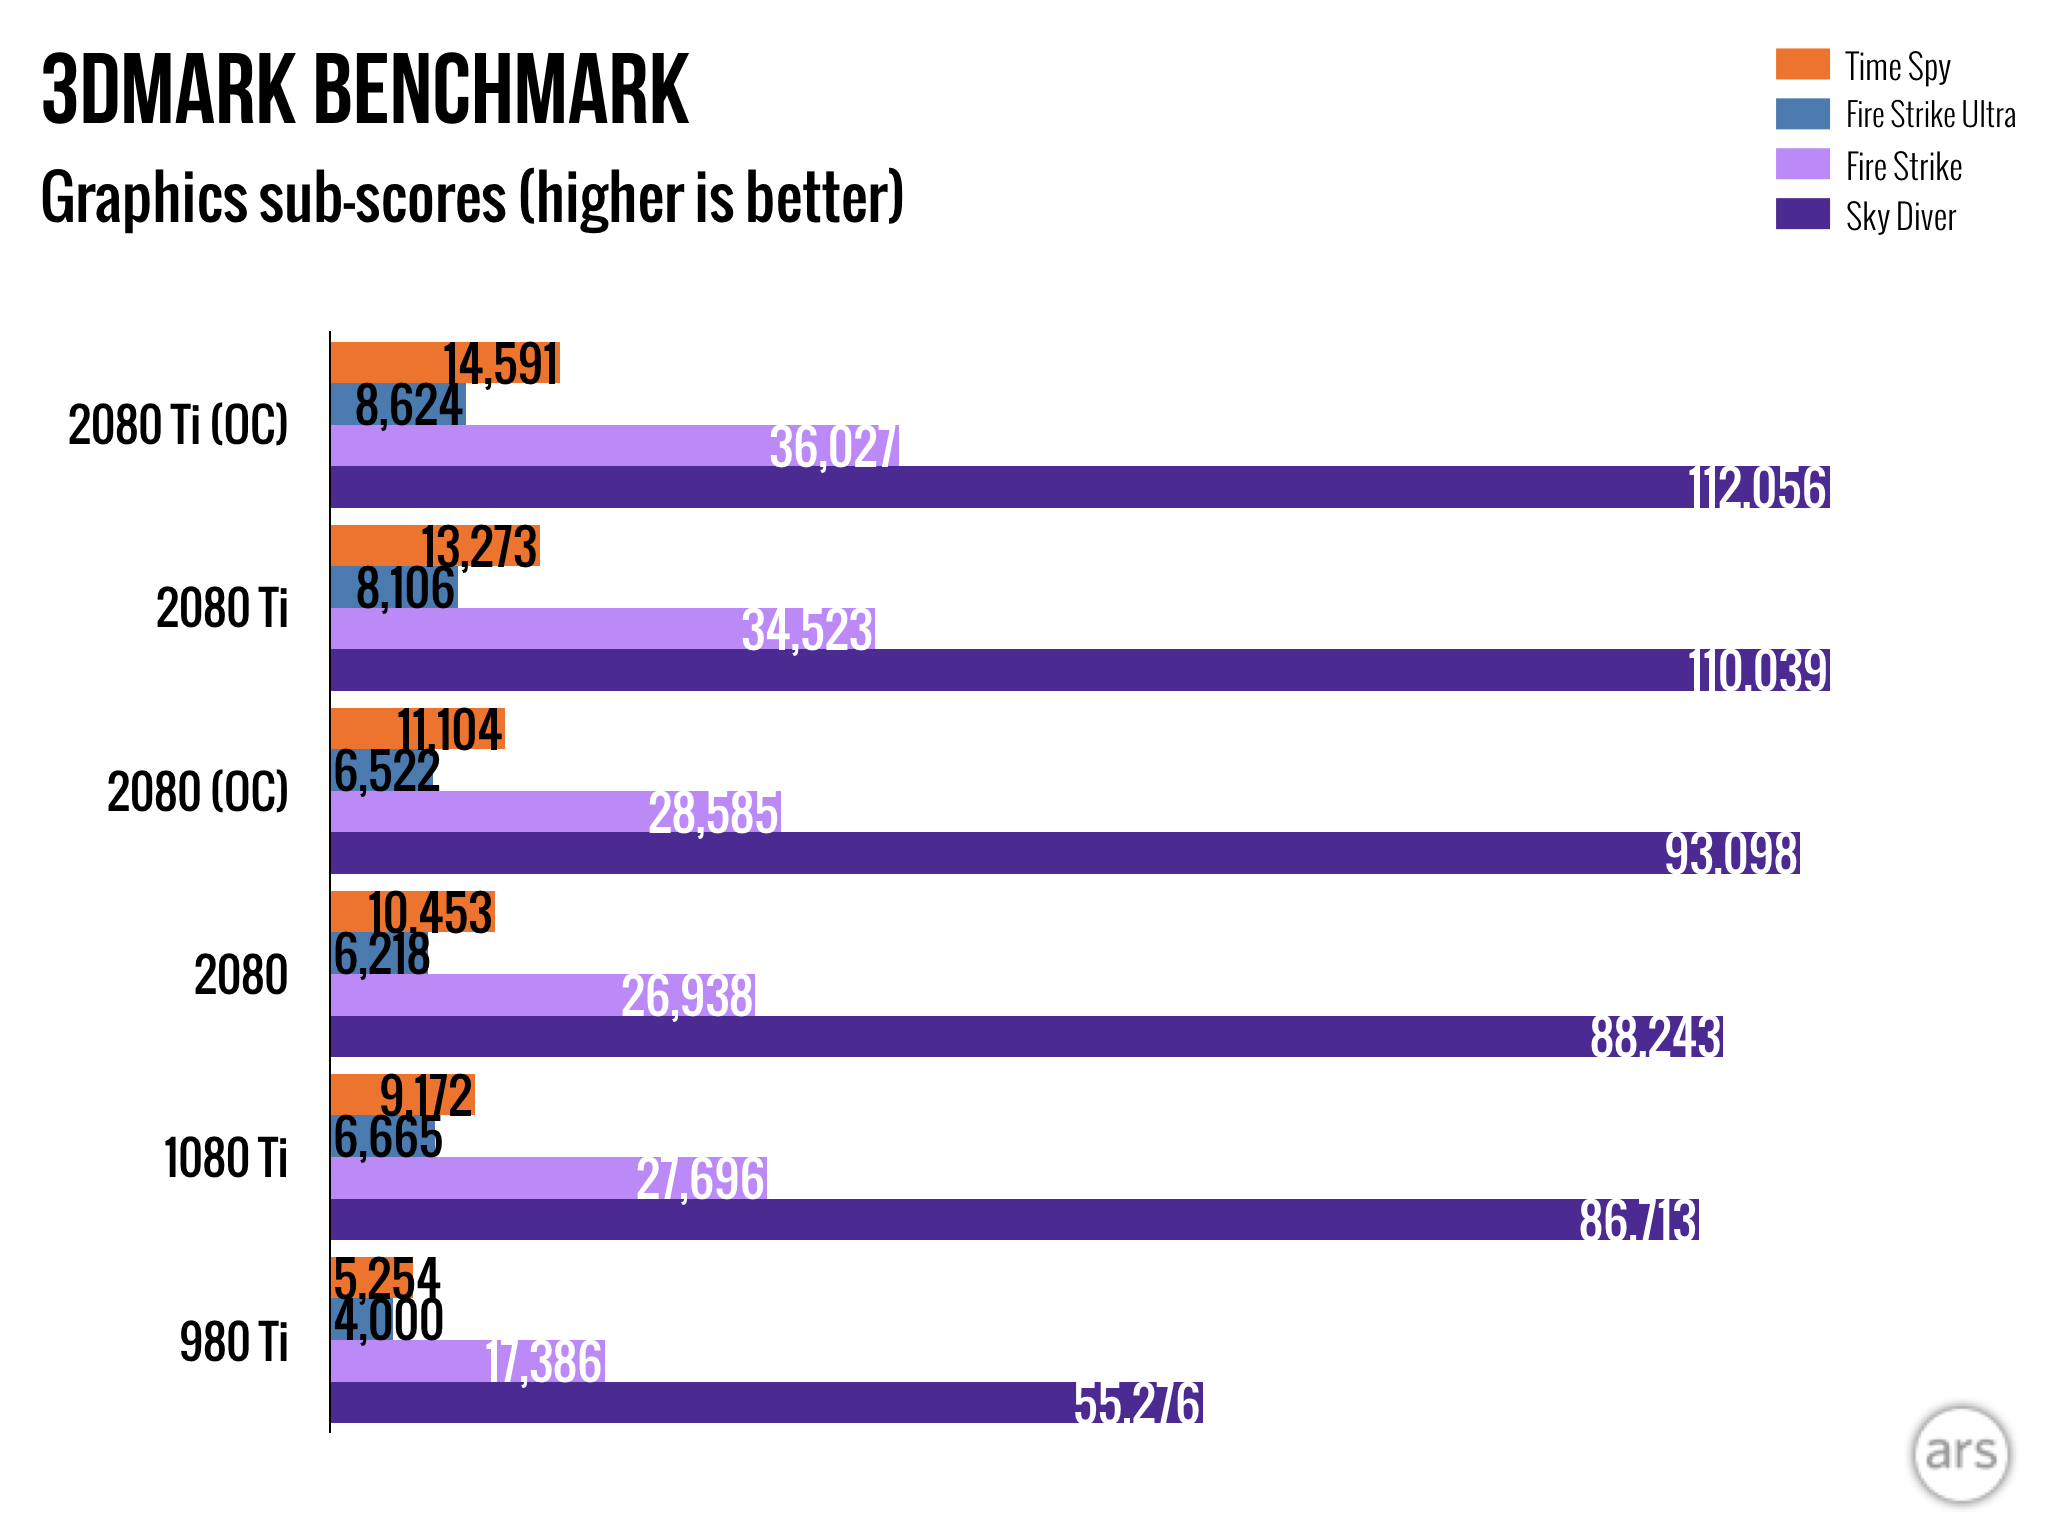 3DMARK BENCHMARK
Graphics sub-scores (higher is better)
Time Spy
Fire Strike Ultra
Fire Strike
Sky Diver
2080 Ti (OC)
14,591
8,624
36,027
112,056
2080 Ti
13,273
8,106
34,523
110,039
2080 (OC)
11,104
6,522
28,585
93,098
2080
10,453
6,218
26,938
88,243
1080 Ti
9,172
6,665
27,696
86,713
980 Ti
5,254
4,000
17,386
55,276
ars